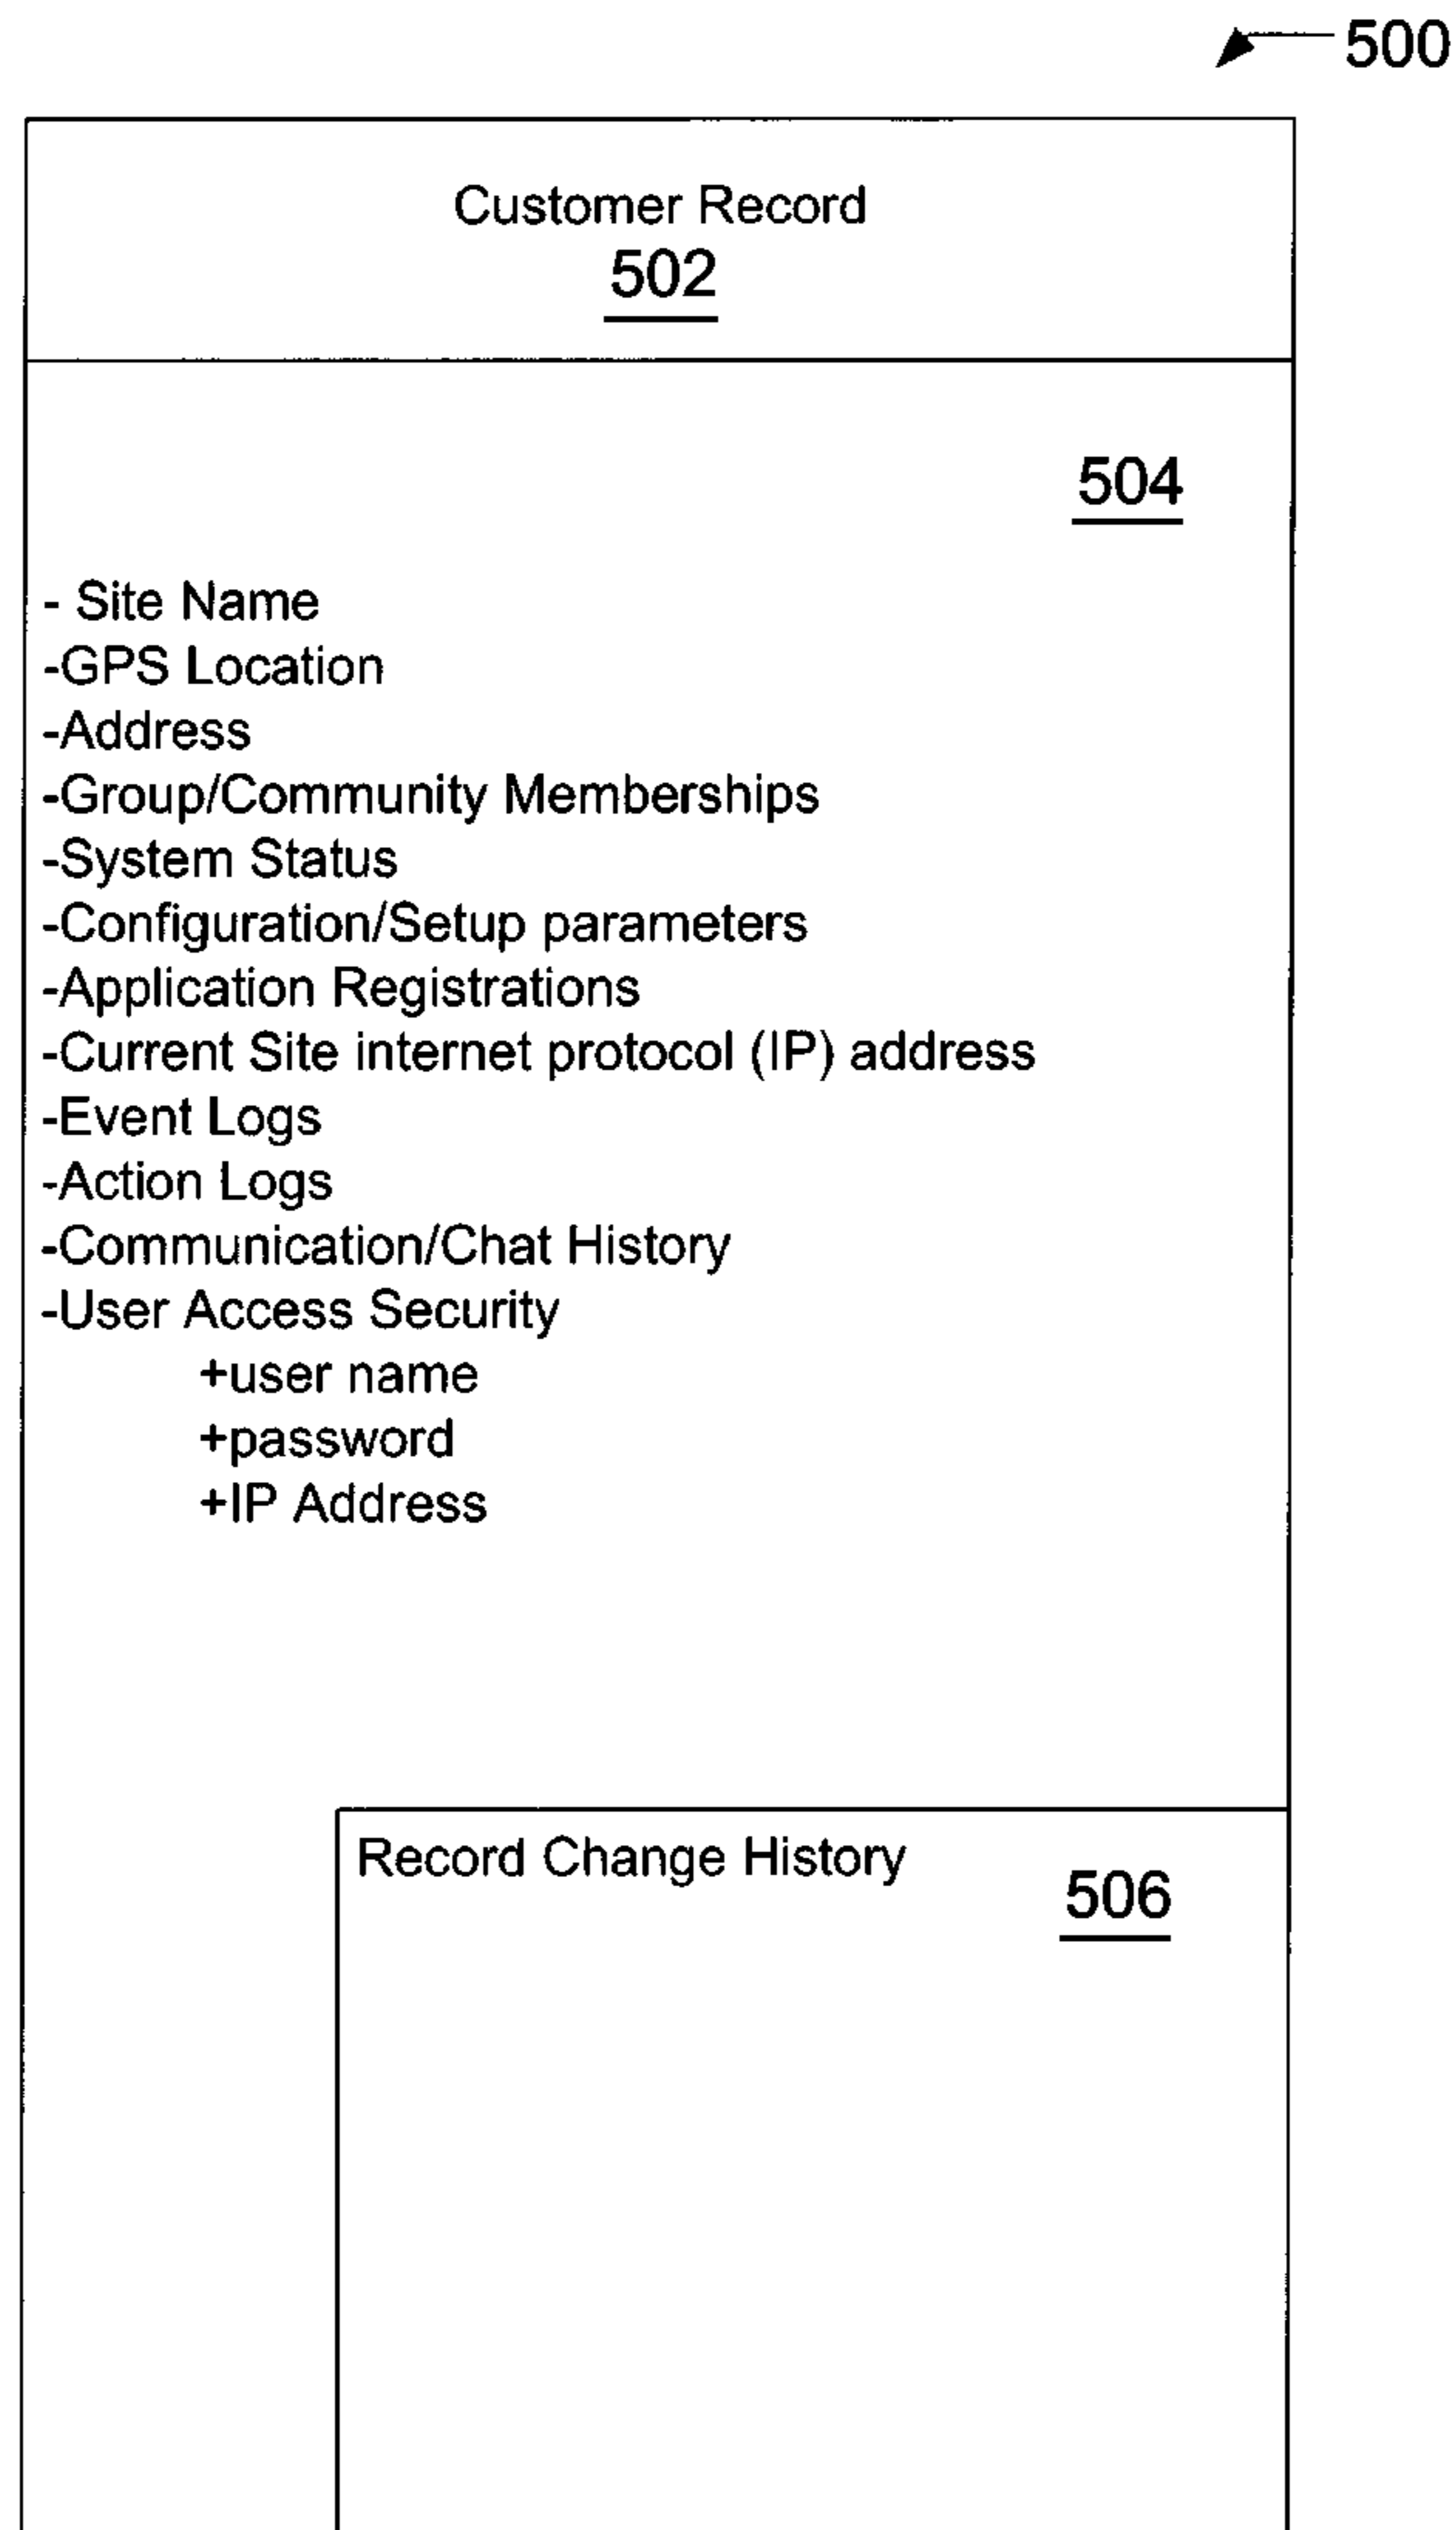 500
Customer Record
502
504
- Site Name
-GPS Location
-Address
-Group/Community Memberships
-System Status
-Configuration/Setup parameters
-Application Registrations
-Current Site internet protocol (IP) address
-Event Logs
-Action Logs
-Communication/Chat History
-User Access Security
+user name
+password
+IP Address
Record Change History
506